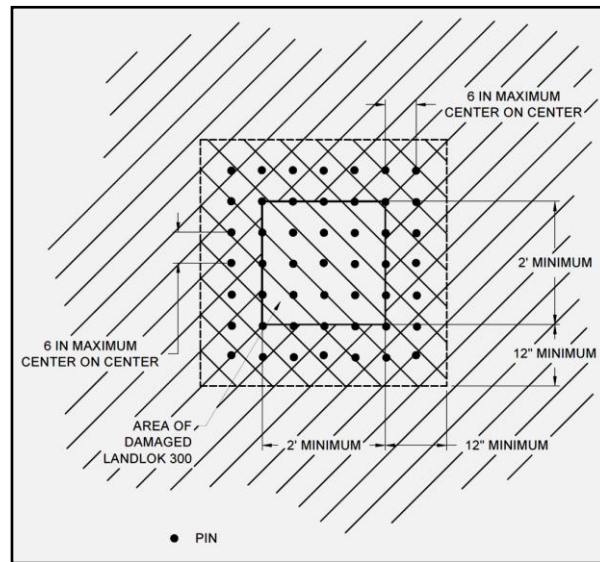 6 IN MAXIMUM
CENTER ON CENTER
2' MINIMUM
6 IN MAXIMUM
CENTER ON CENTER
12" MINIMUM
AREA OF
DAMAGED
LANDLOK 300
2' MINIMUM
12" MINIMUM
PIN